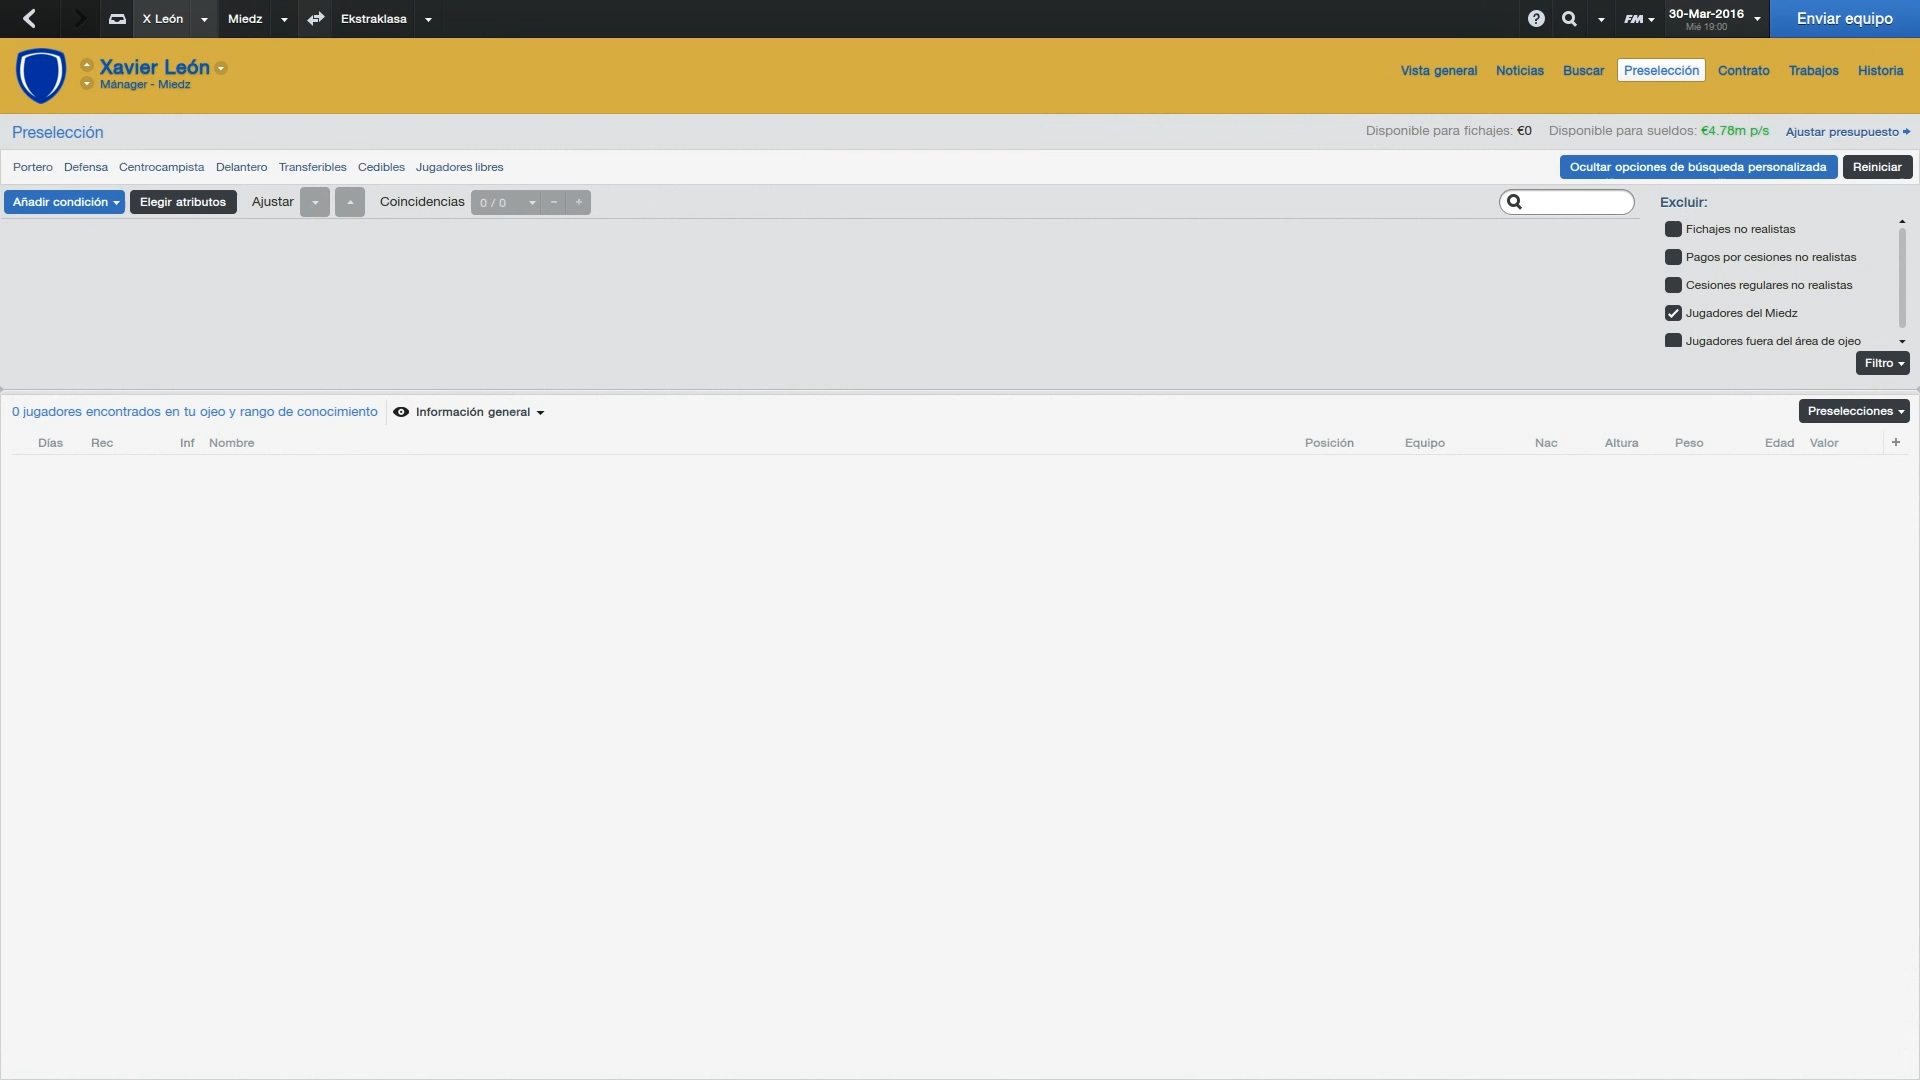 X León
Miedz
Ekstraklasa
?
FM
30-Mar-2016
Mié 19:00
Enviar equipo
Xavier León
Mánager - Miedz
Vista general
Noticias
Buscar
Preselección
Contrato
Trabajos
Historia
Preselección
Disponible para fichajes: €0
Disponible para sueldos: €4.78m p/s
Ajustar presupuesto
Portero
Defensa
Centrocampista
Delantero
Transferibles
Cedibles
Jugadores libres
Ocultar opciones de búsqueda personalizada
Reiniciar
Añadir condición
Elegir atributos
Ajustar
Coincidencias
0 / 0
Excluir:
Fichajes no realistas
Pagos por cesiones no realistas
Cesiones regulares no realistas
Jugadores del Miedz
Jugadores fuera del área de ojeo
Filtro
0 jugadores encontrados en tu ojeo y rango de conocimiento
Información general
Preselecciones
Días
Rec
Inf
Nombre
Posición
Equipo
Nac
Altura
Peso
Edad
Valor
+